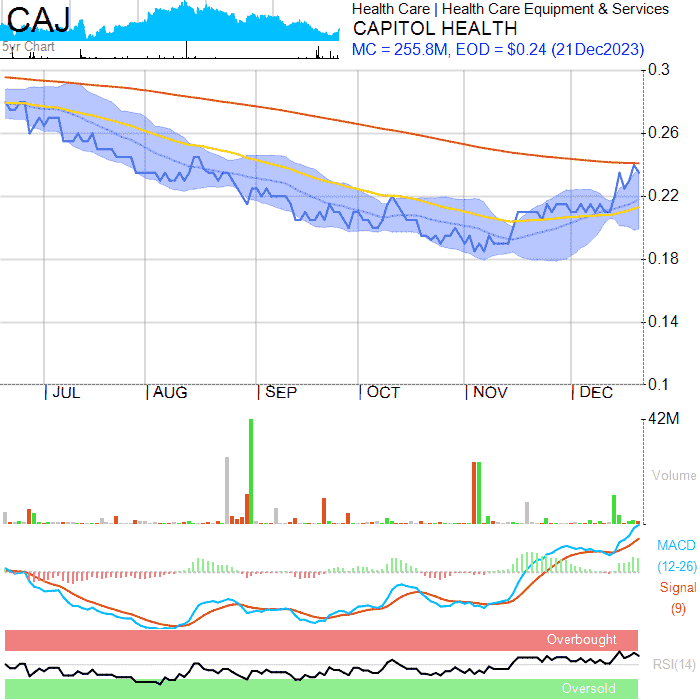 CAJ
5yr Chart
Health Care | Health Care Equipment & Services
CAPITOL HEALTH
MC = 255.8M, EOD = $0.24 (21Dec2023)
0.3
0.26
0.22
0.18
0.14
0.1
JUL AUG SEP OCT NOV DEC
42M
Volume
MACD
(12-26)
Signal
(9)
Overbought
RSI(14)
Oversold